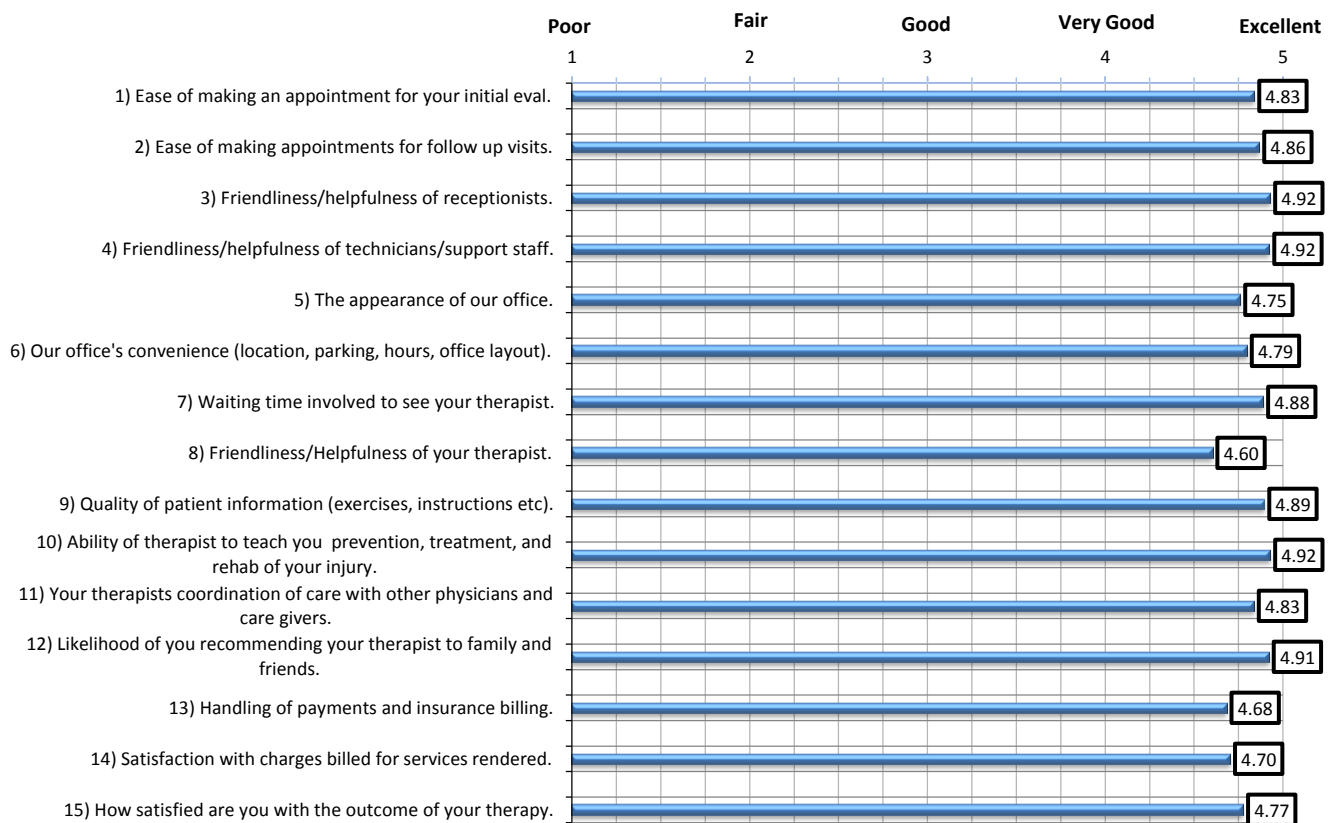 Poor Fair Good Very Good Excellent
1 2 3 4 5
1) Ease of making an appointment for your initial eval. 4.83
2) Ease of making appointments for follow up visits. 4.86
3) Friendliness/helpfulness of receptionists. 4.92
4) Friendliness/helpfulness of technicians/support staff. 4.92
5) The appearance of our office. 4.75
6) Our office's convenience (location, parking, hours, office layout). 4.79
7) Waiting time involved to see your therapist. 4.88
8) Friendliness/Helpfulness of your therapist. 4.60
9) Quality of patient information (exercises, instructions etc). 4.89
10) Ability of therapist to teach you  prevention, treatment, and
rehab of your injury. 4.92
11) Your therapists coordination of care with other physicians and
care givers. 4.83
12) Likelihood of you recommending your therapist to family and
friends. 4.91
13) Handling of payments and insurance billing. 4.68
14) Satisfaction with charges billed for services rendered. 4.70
15) How satisfied are you with the outcome of your therapy. 4.77